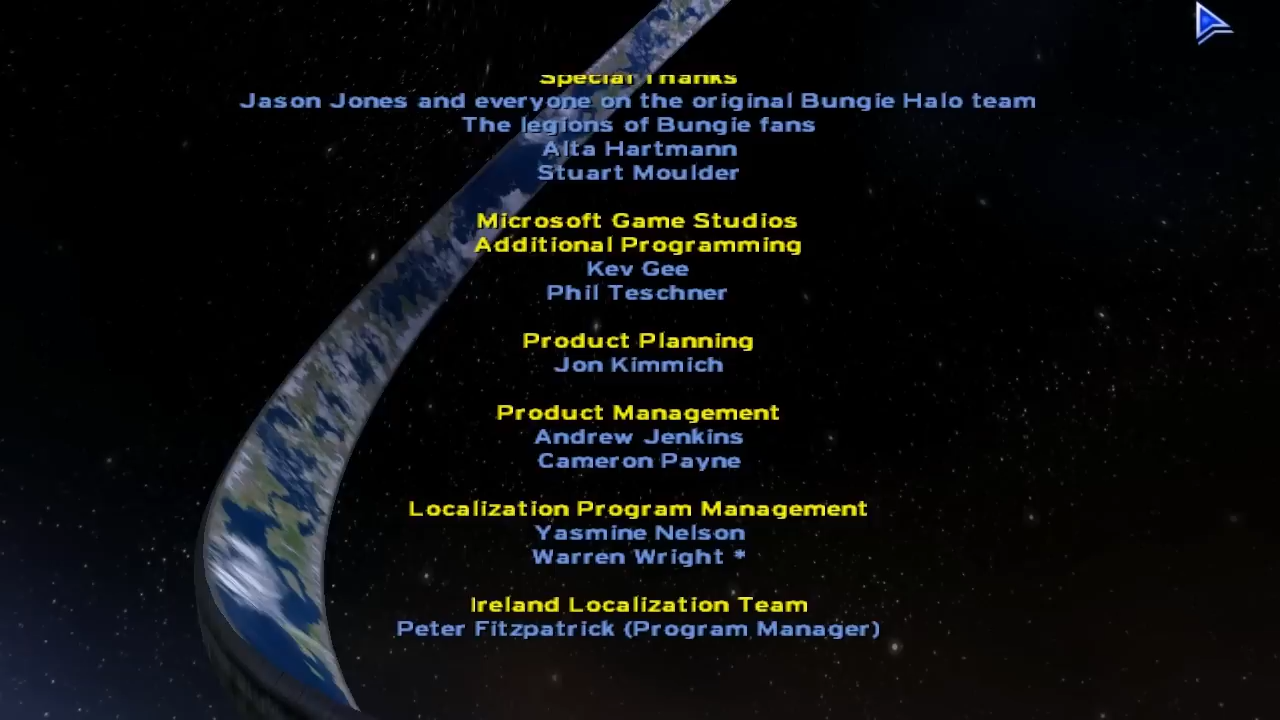 Special Thanks
Jason Jones and everyone on the original Bungie Halo team
The legions of Bungie fans
Alta Hartmann
Stuart Moulder
Microsoft Game Studios
Additional Programming
Kev Gee
Phil Teschner
Product Planning
Jon Kimmich
Product Management
Andrew Jenkins
Cameron Payne
Localization Program Management
Yasmine Nelson
Warren Wright *
Ireland Localization Team
Peter Fitzpatrick (Program Manager)